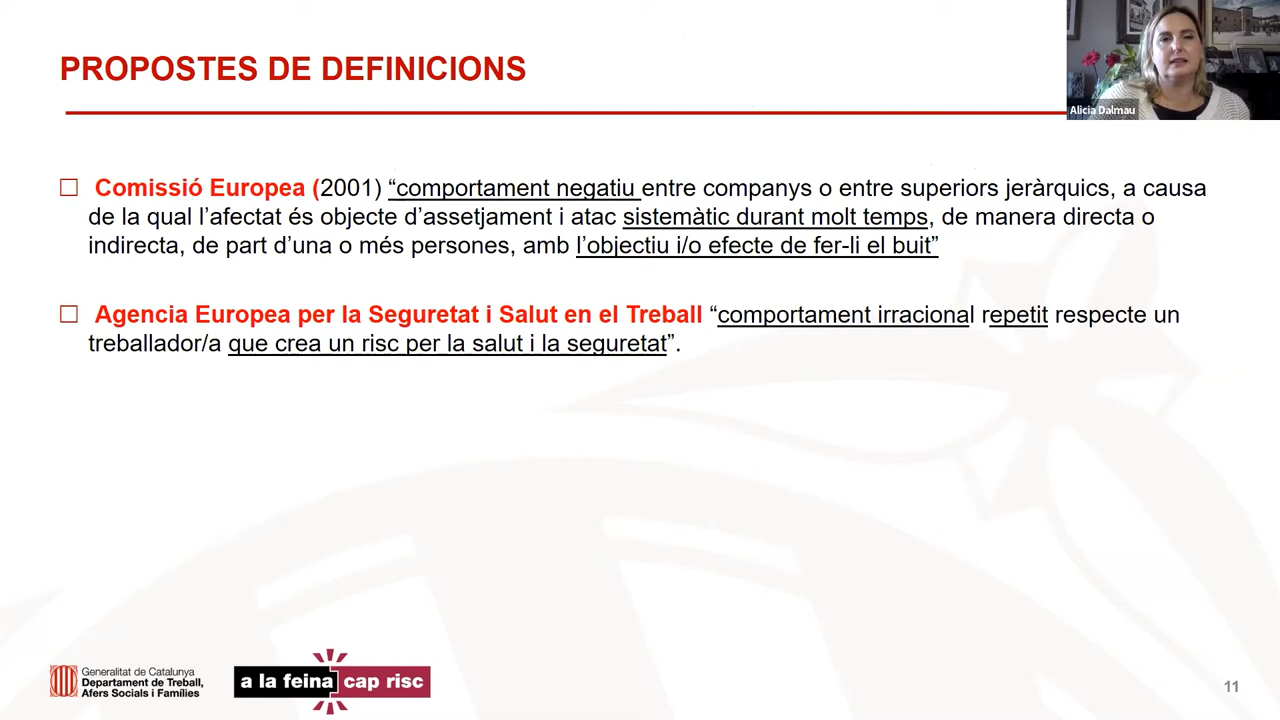 PROPOSTES DE DEFINICIONS
Alicia Dalmau
Comissió Europea (2001) “comportament negatiu entre companys o entre superiors jeràrquics, a causa
de la qual l’afectat és objecte d’assetjament i atac sistemàtic durant molt temps, de manera directa o
indirecta, de part d’una o més persones, amb l’objectiu i/o efecte de fer-li el buit”
Agencia Europea per la Seguretat i Salut en el Treball “comportament irracional repetit respecte un
treballador/a que crea un risc per la salut i la seguretat”.
Generalitat de Catalunya
Departament de Treball,
Afers Socials i Famílies
a la feina cap risc
11